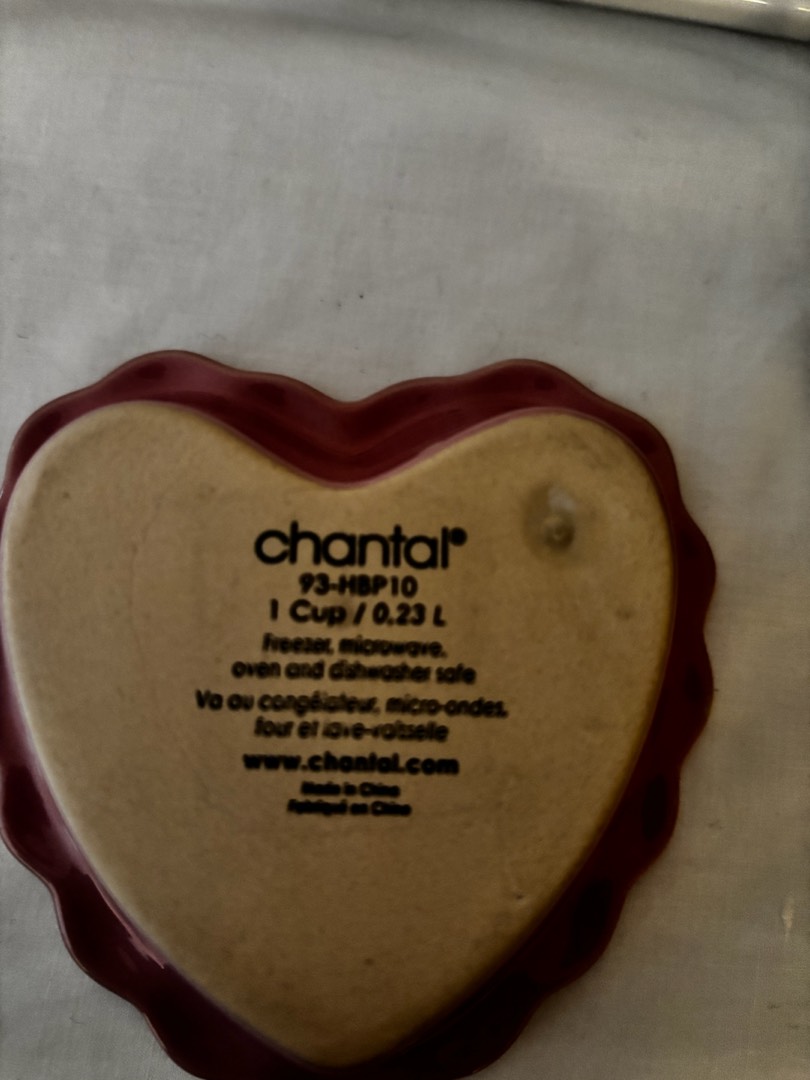 chantal®
93-HBP10
1 Cup / 0.23 L
Freezer, microwave,
oven and dishwasher safe
Va au congélateur, micro-ondes,
four et lave-vaisselle
www.chantal.com
Made in China
Fabriqué en Chine